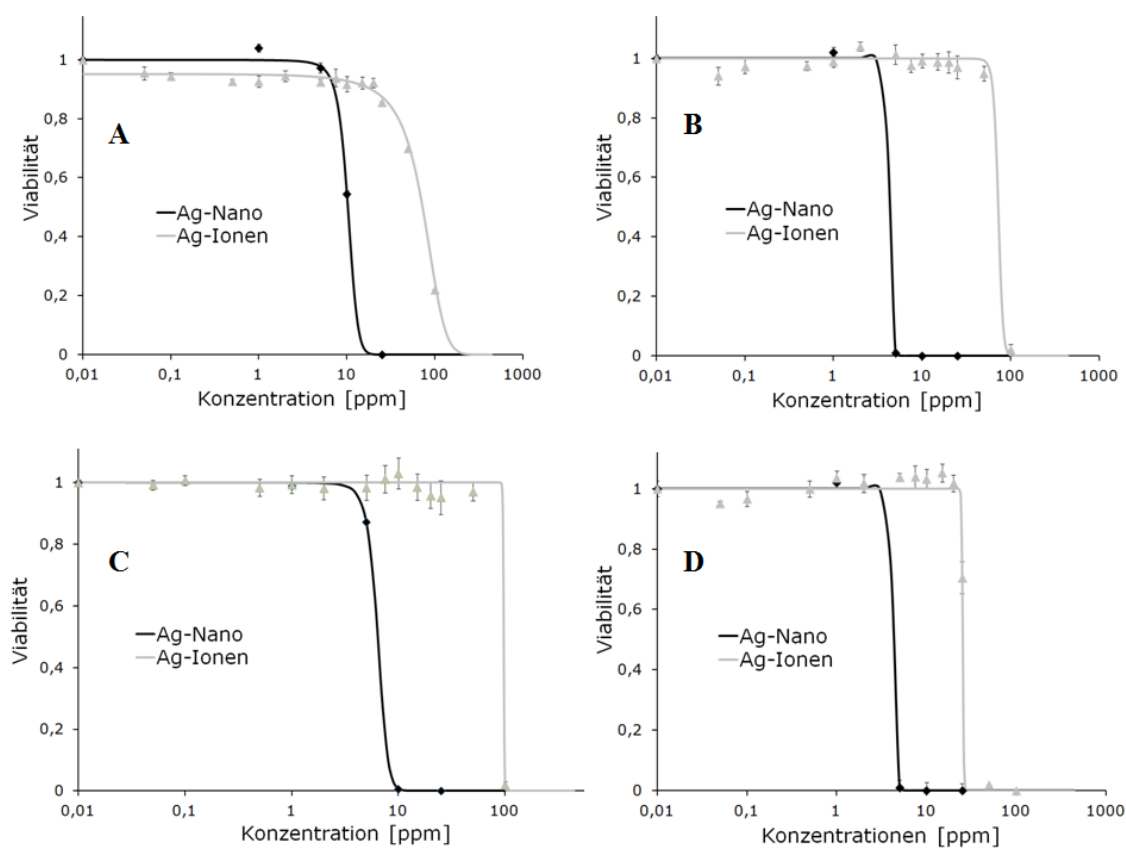 A
Viabilität
1
0,8
0,6
0,4
0,2
0
Ag-Nano
Ag-Ionen
0,01 0,1 1 10 100 1000
Konzentration [ppm]
B
Viabilität
1
0,8
0,6
0,4
0,2
0
Ag-Nano
Ag-Ionen
0,01 0,1 1 10 100 1000
Konzentration [ppm]
C
Viabilität
1
0,8
0,6
0,4
0,2
0
Ag-Nano
Ag-Ionen
0,01 0,1 1 10 100
Konzentration [ppm]
D
Viabilität
1
0,8
0,6
0,4
0,2
0
Ag-Nano
Ag-Ionen
0,01 0,1 1 10 100 1000
Konzentrationen [ppm]